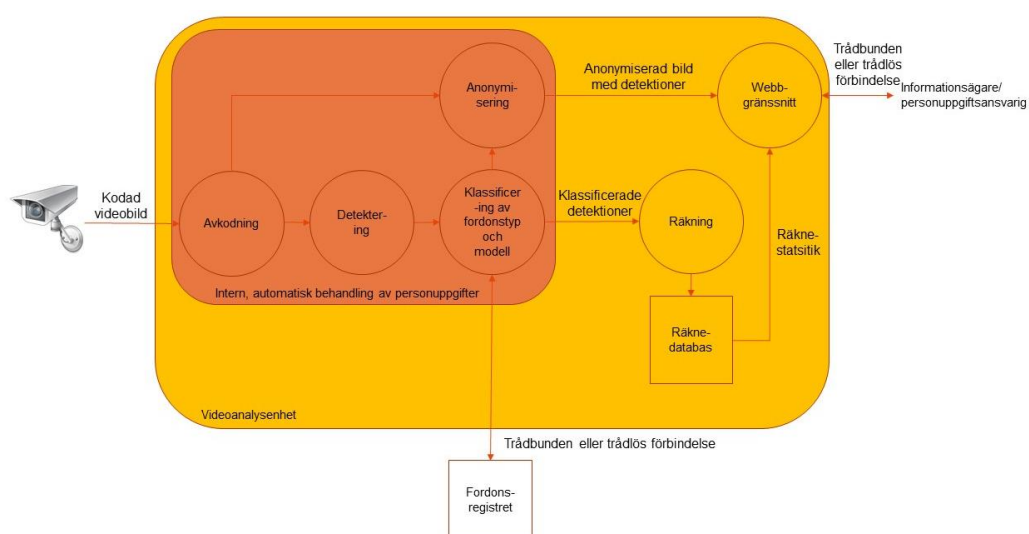 Trådbunden
eller trådlös
förbindelse
Anonymiserad bild
med detektioner
Anonymi-
sering
Webb-
gränssnitt
Informationsägare/
personuppgiftsansvarig
Kodad
videobild
Avkodning
Detekter-
ing
Klassificer
-ing av
fordonstyp
och
modell
Klassificerade
detektioner
Räkning
Räkne-
statsitik
Intern, automatisk behandling av personuppgifter
Räkne-
databas
Videoanalysenhet
Trådbunden eller trådlös förbindelse
Fordons-
registret